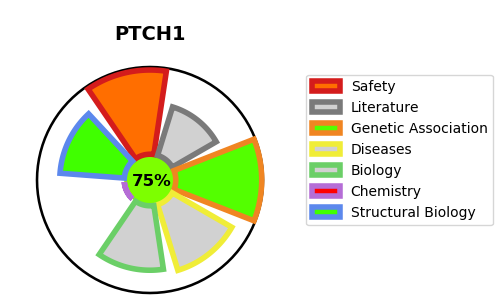 PTCH1
75%
Safety
Literature
Genetic Association
Diseases
Biology
Chemistry
Structural Biology